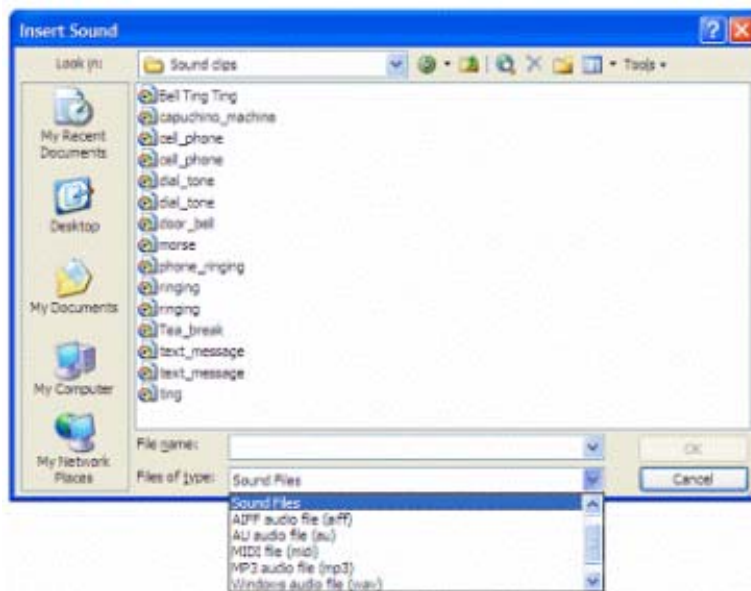 Insert Sound
Look in:
Sound clips
Tools
My Recent Documents
Desktop
My Documents
My Computer
My Network Places
Bell Ting Ting
capuchino_machine
cell_phone
cell_phone
dial_tone
dial_tone
door_bell
morse
phone_ringing
ringing
ringing
Tea_break
text_message
text_message
ting
File name:
OK
Files of type:
Sound Files
Cancel
Sound Files
AIFF audio file (aiff)
AU audio file (au)
MIDI file (midi)
MP3 audio file (mp3)
Windows audio file (wav)